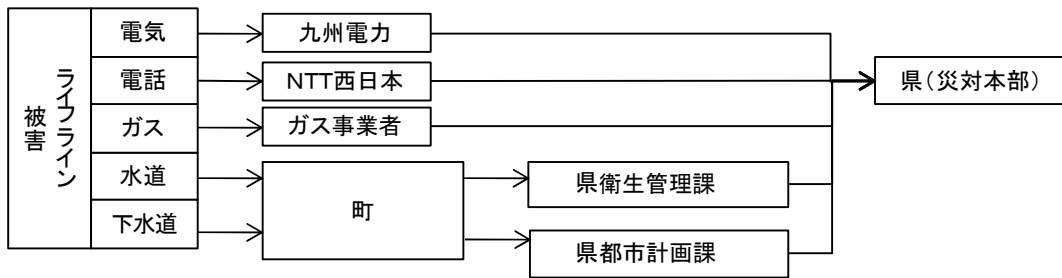 ライフライン
被害
電気
九州電力
電話
NTT西日本
県（災対本部）
ガス
ガス事業者
水道
町
県衛生管理課
下水道
県都市計画課